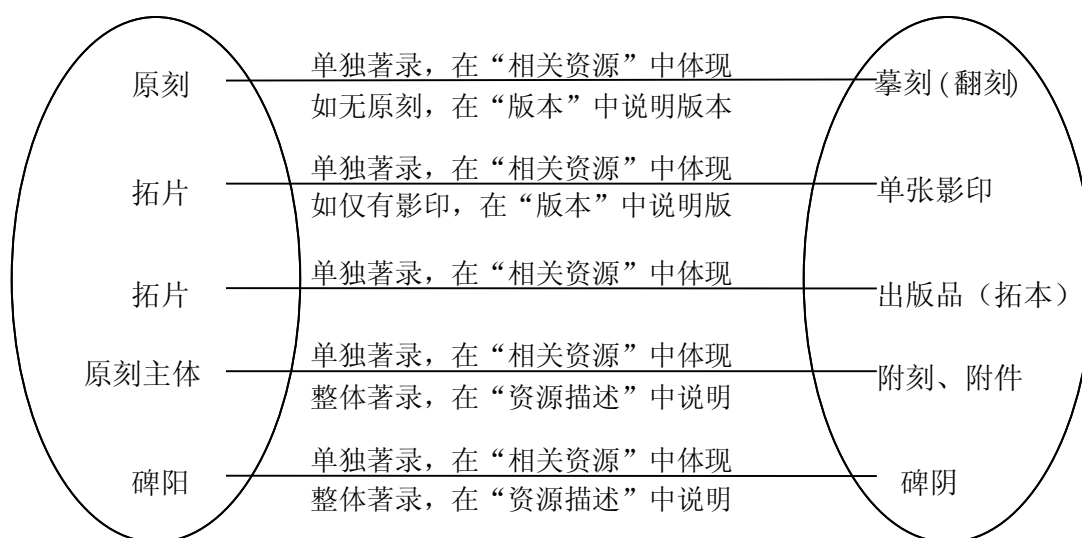 单独著录，在“相关资源”中体现
原刻
摹刻(翻刻)
如无原刻，在“版本”中说明版本
单独著录，在“相关资源”中体现
拓片
单张影印
如仅有影印，在“版本”中说明版
单独著录，在“相关资源”中体现
拓片
出版品（拓本）
单独著录，在“相关资源”中体现
原刻主体
附刻、附件
整体著录，在“资源描述”中说明
单独著录，在“相关资源”中体现
碑阳
碑阴
整体著录，在“资源描述”中说明